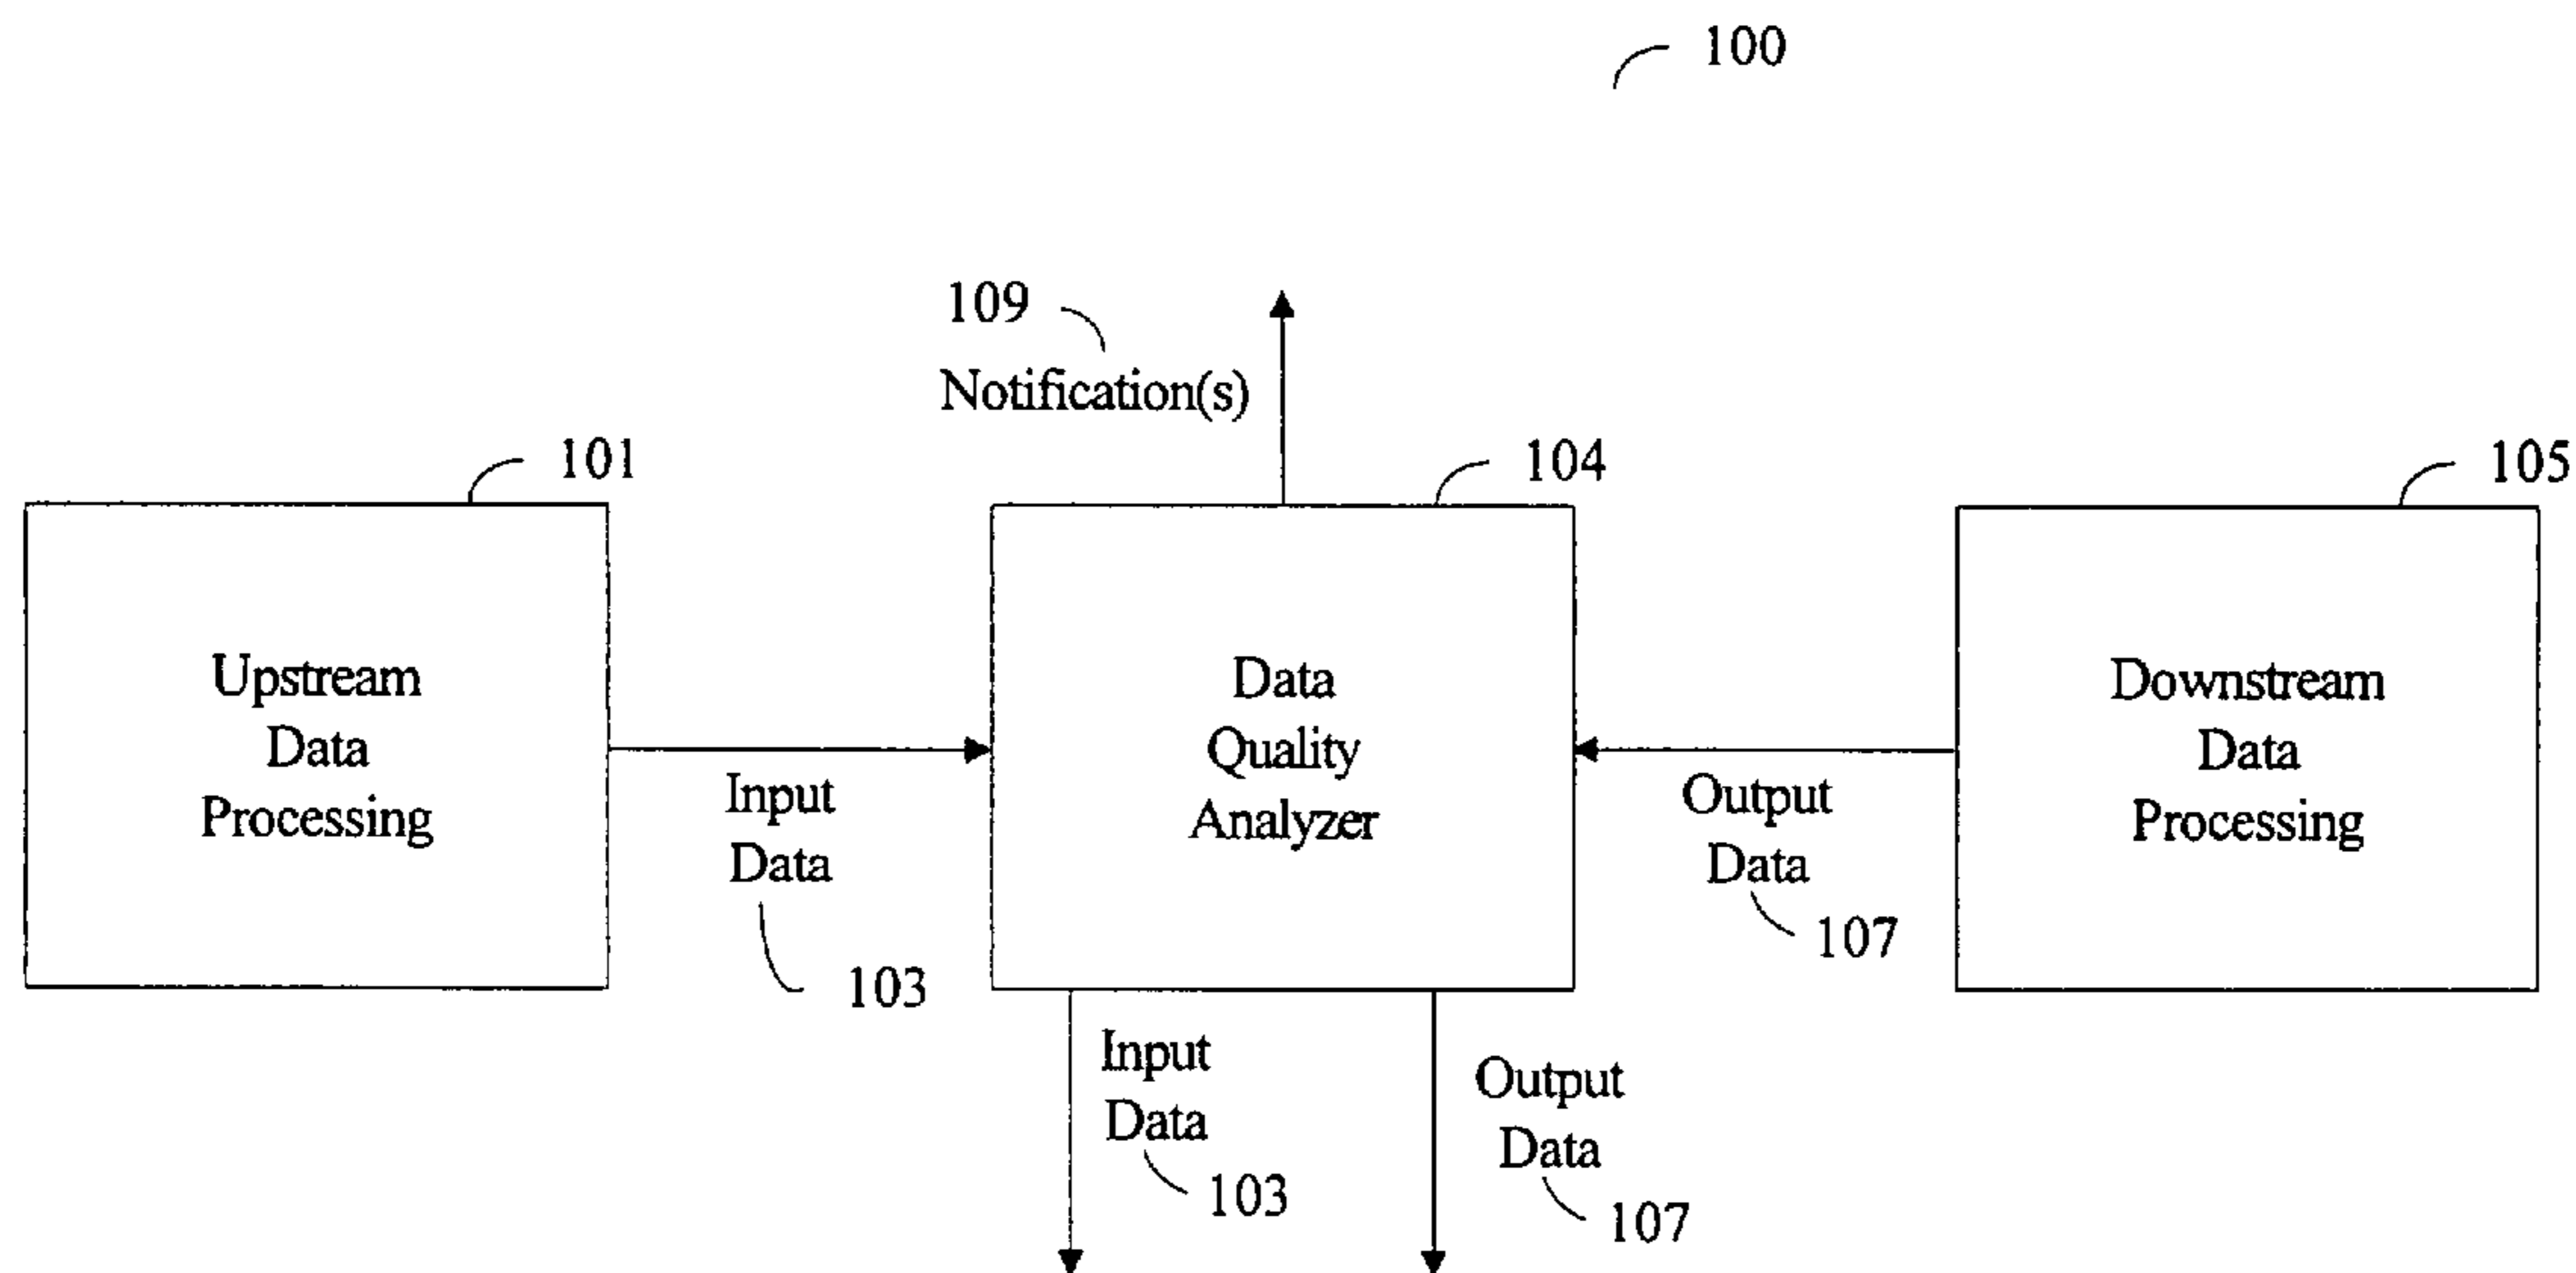 100
109
Notification(s)
101
104
105
Upstream
Data
Processing
Data
Quality
Analyzer
Downstream
Data
Processing
Input
Data
103
Output
Data
107
Input
Data
103
Output
Data
107